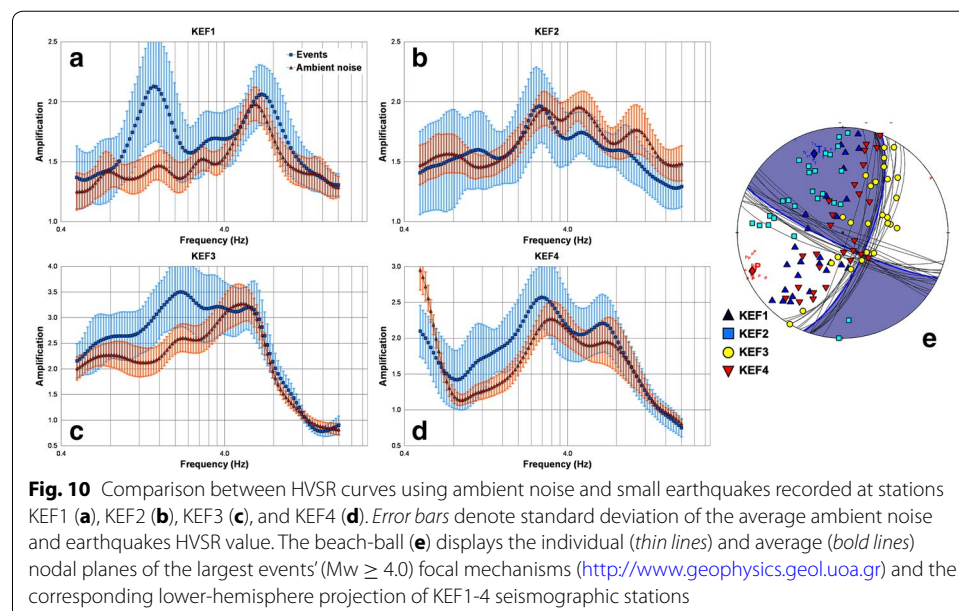 KEF1
a
Events
Ambient noise
2.5
2.0
1.5
1.0
Amplification
0.4
4.0
Frequency (Hz)
KEF2
b
2.5
2.0
1.5
1.0
Amplification
0.4
4.0
Frequency (Hz)
KEF3
c
4.0
3.5
3.0
2.5
2.0
1.5
1.0
0.5
Amplification
0.4
4.0
Frequency (Hz)
KEF4
d
3.0
2.5
2.0
1.5
1.0
0.5
Amplification
0.4
4.0
Frequency (Hz)
KEF1
KEF2
KEF3
KEF4
e
Fig. 10 Comparison between HVSR curves using ambient noise and small earthquakes recorded at stations
KEF1 (a), KEF2 (b), KEF3 (c), and KEF4 (d). Error bars denote standard deviation of the average ambient noise
and earthquakes HVSR value. The beach-ball (e) displays the individual (thin lines) and average (bold lines)
nodal planes of the largest events' (Mw ≥ 4.0) focal mechanisms (http://www.geophysics.geol.uoa.gr) and the
corresponding lower-hemisphere projection of KEF1-4 seismographic stations